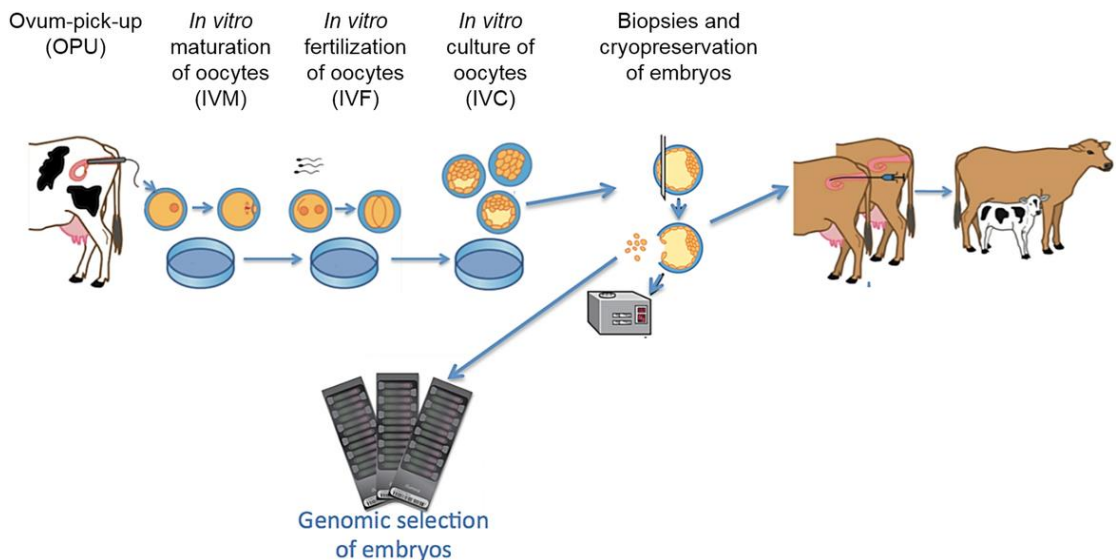 Ovum-pick-up
(OPU)
In vitro
maturation
of oocytes
(IVM)
In vitro
fertilization
of oocytes
(IVF)
In vitro
culture of
oocytes
(IVC)
Biopsies and
cryopreservation
of embryos
Genomic selection
of embryos